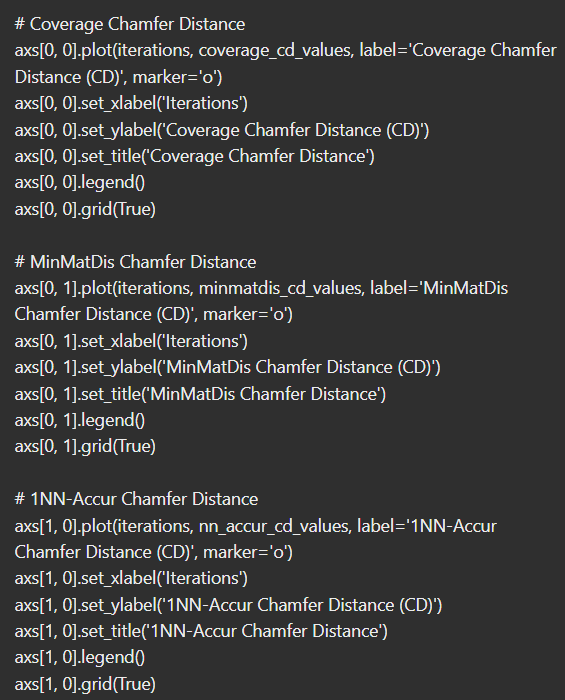 # Coverage Chamfer Distance
axs[0, 0].plot(iterations, coverage_cd_values, label='Coverage Chamfer
Distance (CD)', marker='o')
axs[0, 0].set_xlabel('Iterations')
axs[0, 0].set_ylabel('Coverage Chamfer Distance (CD)')
axs[0, 0].set_title('Coverage Chamfer Distance')
axs[0, 0].legend()
axs[0, 0].grid(True)

# MinMatDis Chamfer Distance
axs[0, 1].plot(iterations, minmatdis_cd_values, label='MinMatDis
Chamfer Distance (CD)', marker='o')
axs[0, 1].set_xlabel('Iterations')
axs[0, 1].set_ylabel('MinMatDis Chamfer Distance (CD)')
axs[0, 1].set_title('MinMatDis Chamfer Distance')
axs[0, 1].legend()
axs[0, 1].grid(True)

# 1NN-Accur Chamfer Distance
axs[1, 0].plot(iterations, nn_accur_cd_values, label='1NN-Accur
Chamfer Distance (CD)', marker='o')
axs[1, 0].set_xlabel('Iterations')
axs[1, 0].set_ylabel('1NN-Accur Chamfer Distance (CD)')
axs[1, 0].set_title('1NN-Accur Chamfer Distance')
axs[1, 0].legend()
axs[1, 0].grid(True)